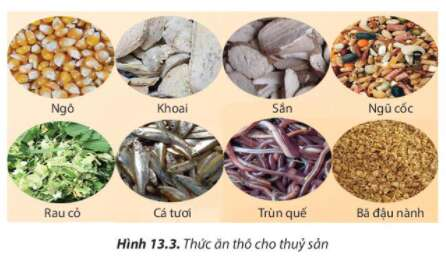 Ngô Khoai Sắn Ngũ cốc
Rau cỏ Cá tươi Trùn quế Bã đậu nành
Hình 13.3. Thức ăn thô cho thuỷ sản